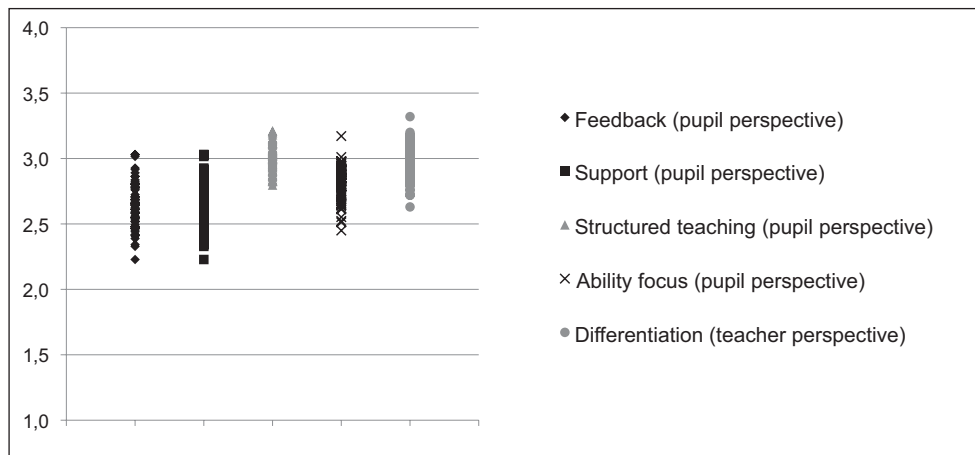 4,0
3,5
3,0
2,5
2,0
1,5
1,0
Feedback (pupil perspective)
Support (pupil perspective)
Structured teaching (pupil perspective)
Ability focus (pupil perspective)
Differentiation (teacher perspective)